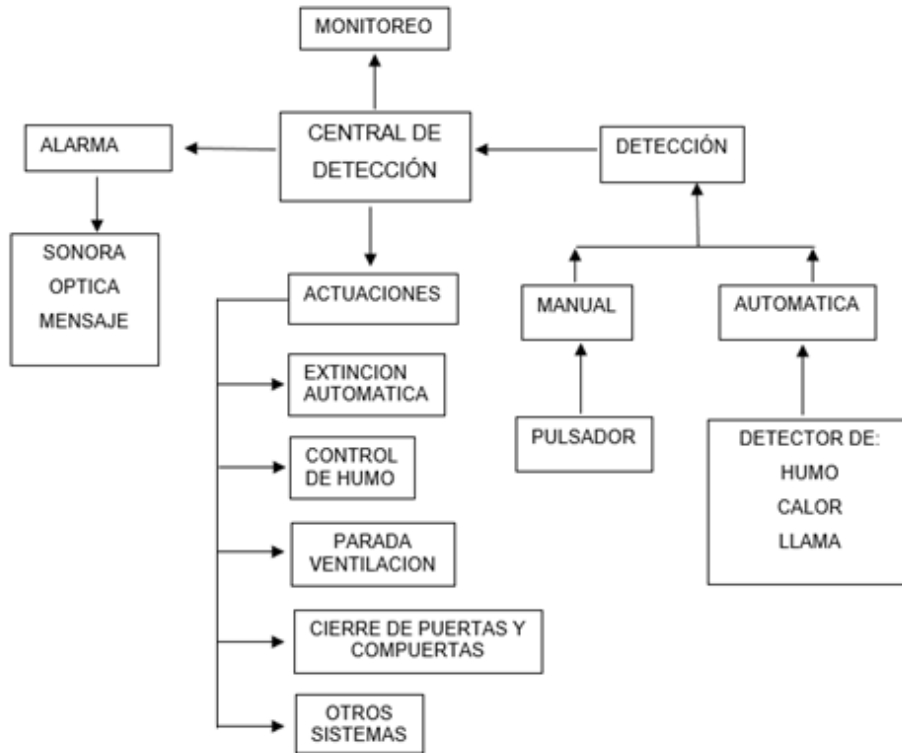 MONITOREO
CENTRAL DE
DETECCIÓN
ALARMA
DETECCIÓN
SONORA
OPTICA
MENSAJE
ACTUACIONES
MANUAL
AUTOMATICA
EXTINCION
AUTOMATICA
PULSADOR
DETECTOR DE:
HUMO
CALOR
LLAMA
CONTROL
DE HUMO
PARADA
VENTILACION
CIERRE DE PUERTAS Y
COMPUERTAS
OTROS
SISTEMAS